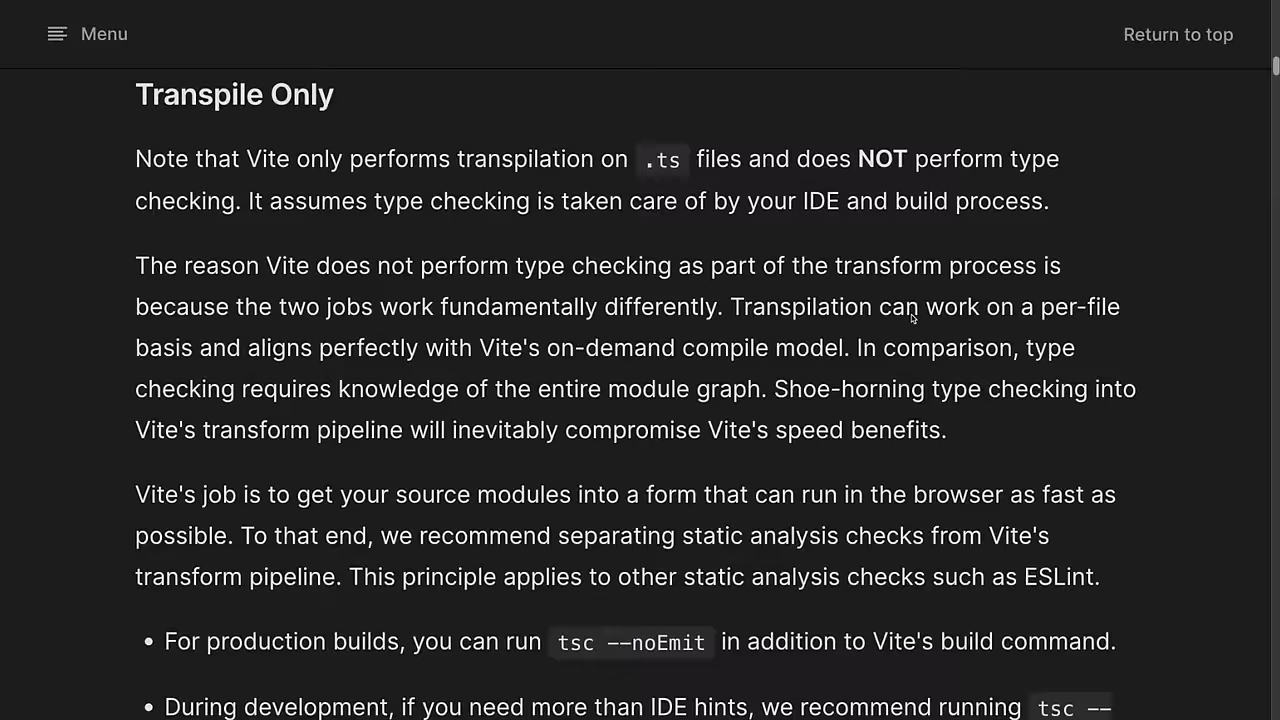 Menu
Return to top
Transpile Only
Note that Vite only performs transpilation on .ts files and does NOT perform type
checking. It assumes type checking is taken care of by your IDE and build process.
The reason Vite does not perform type checking as part of the transform process is
because the two jobs work fundamentally differently. Transpilation can work on a per-file
basis and aligns perfectly with Vite's on-demand compile model. In comparison, type
checking requires knowledge of the entire module graph. Shoe-horning type checking into
Vite's transform pipeline will inevitably compromise Vite's speed benefits.
Vite's job is to get your source modules into a form that can run in the browser as fast as
possible. To that end, we recommend separating static analysis checks from Vite's
transform pipeline. This principle applies to other static analysis checks such as ESLint.
• For production builds, you can run tsc --noEmit in addition to Vite's build command.
• During development, if you need more than IDE hints, we recommend running tsc --